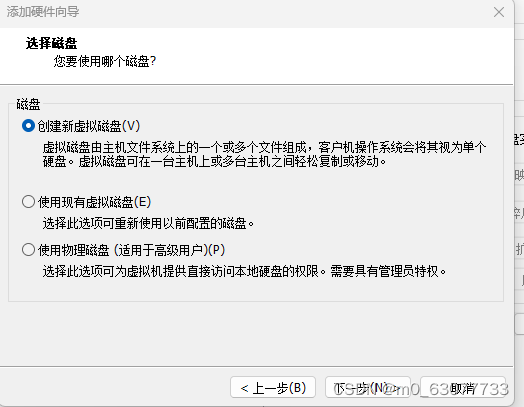 添加硬件向导
选择磁盘
您要使用哪个磁盘?
磁盘
创建新虚拟磁盘(V)
虚拟磁盘由主机文件系统上的一个或多个文件组成，客户机操作系统会将其视为单个
硬盘。虚拟磁盘可在一台主机上或多台主机之间轻松复制或移动。
使用现有虚拟磁盘(E)
选择此选项可重新使用以前配置的磁盘。
使用物理磁盘 (适用于高级用户)(P)
选择此选项可为虚拟机提供直接访问本地硬盘的权限。需要具有管理员特权。
< 上一步(B)
下一步(N) >
取消